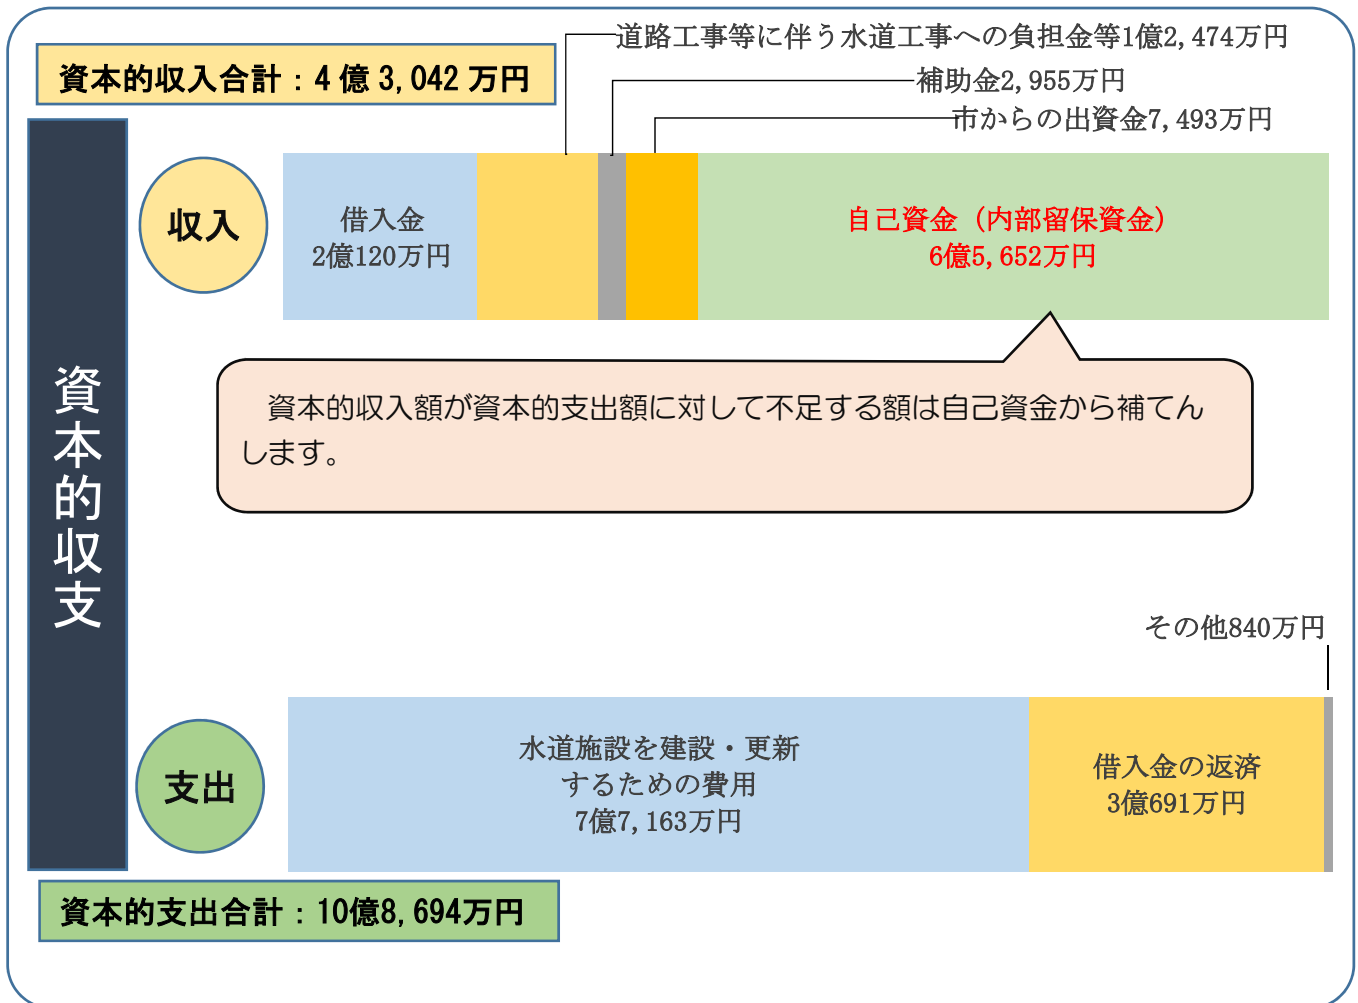 道路工事等に伴う水道工事への負担金等1億2,474万円
資本的収入合計：4億3,042万円
補助金2,955万円
市からの出資金7,493万円
収入
借入金
2億120万円
自己資金（内部留保資金）
6億5,652万円
資本的収入額が資本的支出額に対して不足する額は自己資金から補てん
します。
資本的収支
その他840万円
支出
水道施設を建設・更新
するための費用
7億7,163万円
借入金の返済
3億691万円
資本的支出合計：10億8,694万円